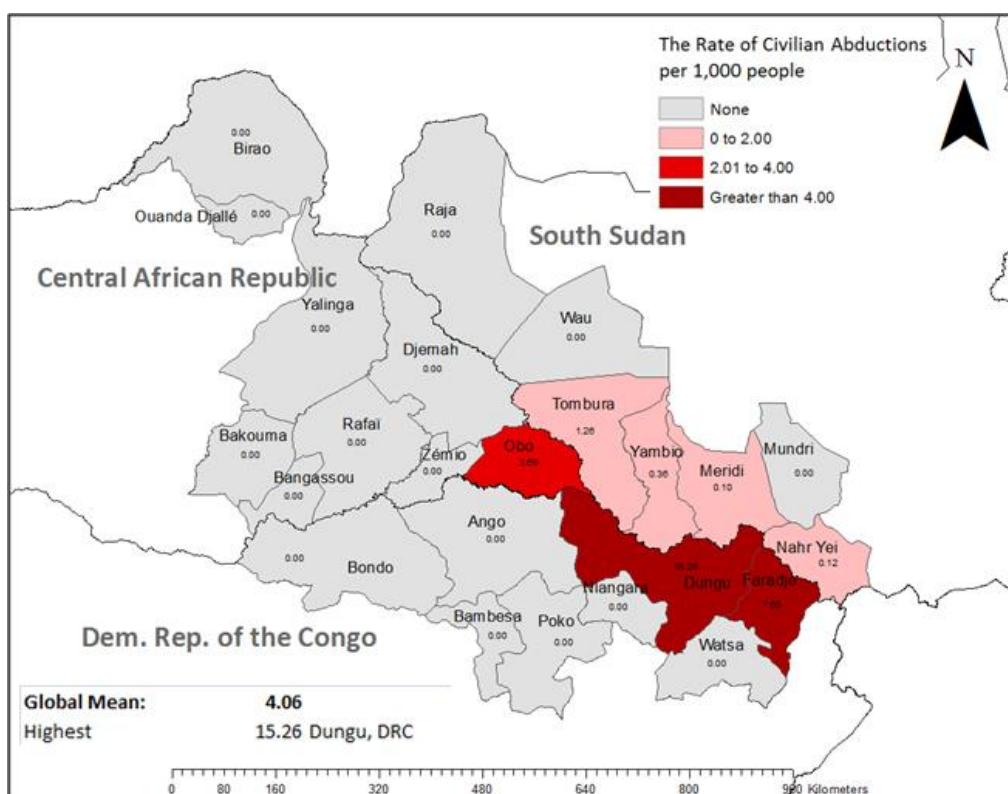 The Rate of Civilian Abductions
per 1,000 people
N
None
0 to 2.00
2.01 to 4.00
Greater than 4.00
0.00
Birao
Ouanda Djallé
0.00
Raja
0.00
South Sudan
Central African Republic
Yalinga
0.00
Wau
0.00
Djemah
0.00
Tombura
1.26
Bakouma
0.00
Rafaï
0.00
Zémio
0.00
Obo
Yambio
0.36
Meridi
0.10
Mundri
0.00
Bangassou
0.00
Ango
0.00
Nahr Yei
0.12
0.00
Bondo
Dungu
Faradje
Niangara
0.00
Bambesa
0.00
Poko
0.00
Watsa
0.00
Dem. Rep. of the Congo
Global Mean: 4.06
Highest 15.26 Dungu, DRC
0 80 160 320 480 640 800 960 Kilometers